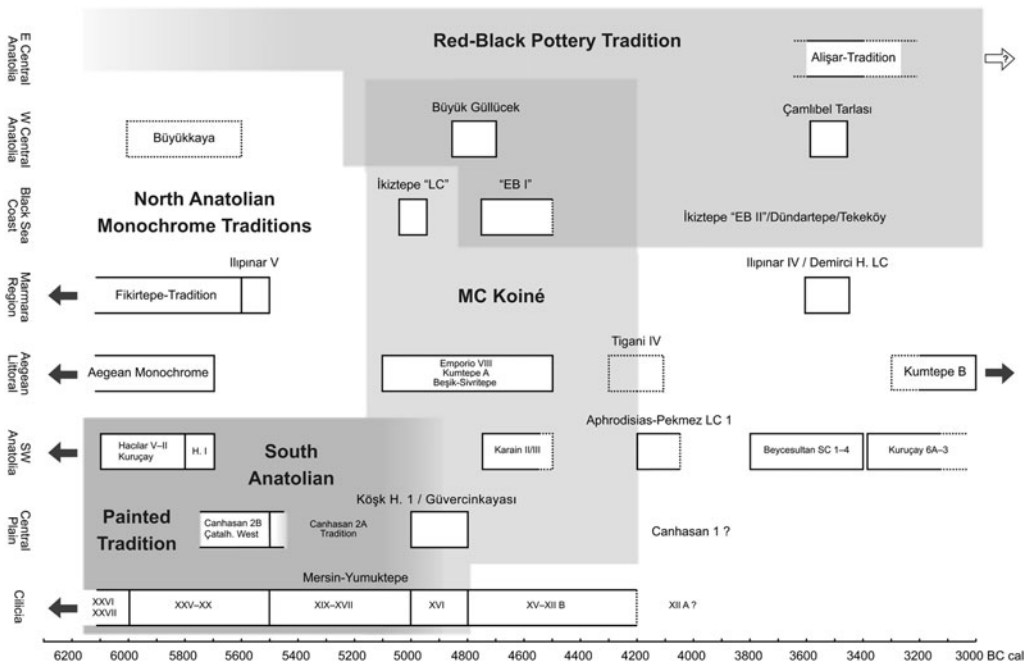 E Central
Anatolia
Red-Black Pottery Tradition
Alişar-Tradition
?
W Central
Anatolia
Büyükkaya
Büyük Güllücek
Çamlıbel Tarlası
Black Sea
Coast
North Anatolian
Monochrome Traditions
İkiztepe “LC”
“EB I”
İkiztepe “EB II”/Dündartepe/Tekeköy
Marmara
Region
Ilıpınar V
Fikirtepe-Tradition
MC Koiné
Ilıpınar IV / Demirci H. LC
Aegean
Littoral
Aegean Monochrome
Emporio VIII
Kumtepe A
Beşik-Sivritepe
Tigani IV
Kumtepe B
SW
Anatolia
Hacılar V–II
Kuruçay
H. I
South
Anatolian
Karain II/III
Aphrodisias-Pekmez LC 1
Beycesultan SC 1–4
Kuruçay 6A–3
Central
Plain
Painted
Tradition
Canhasan 2B
Çatalh. West
Canhasan 2A
Tradition
Köşk H. 1 / Güvercinkayası
Canhasan 1 ?
Cilicia
Mersin-Yumuktepe
XXVI
XXVII
XXV–XX
XIX–XVII
XVI
XV–XII B
XII A ?
6200 6000 5800 5600 5400 5200 5000 4800 4600 4400 4200 4000 3800 3600 3400 3200 3000 BC cal